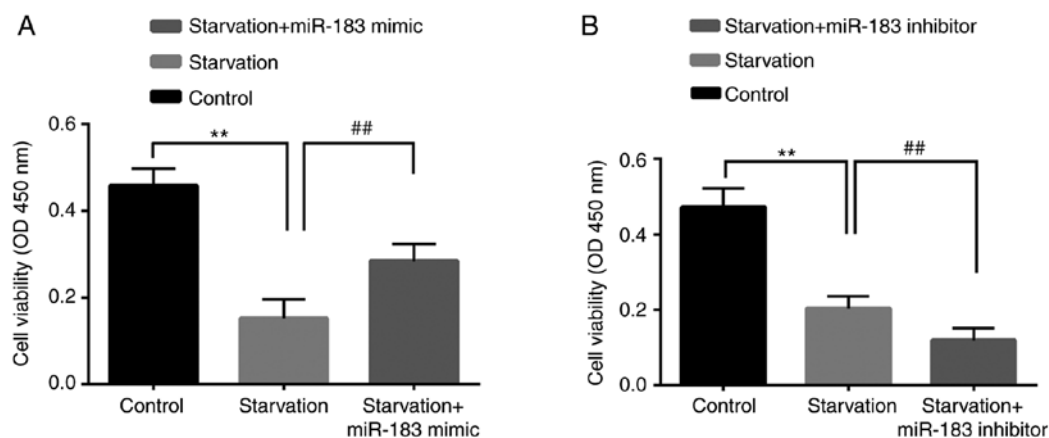 A
Starvation+miR-183 mimic
Starvation
Control
Cell viability (OD 450 nm)
0.6
0.4
0.2
0.0
**
##
Control
Starvation
Starvation+
miR-183 mimic
B
Starvation+miR-183 inhibitor
Starvation
Control
Cell viability (OD 450 nm)
0.6
0.4
0.2
0.0
**
##
Control
Starvation
Starvation+
miR-183 inhibitor